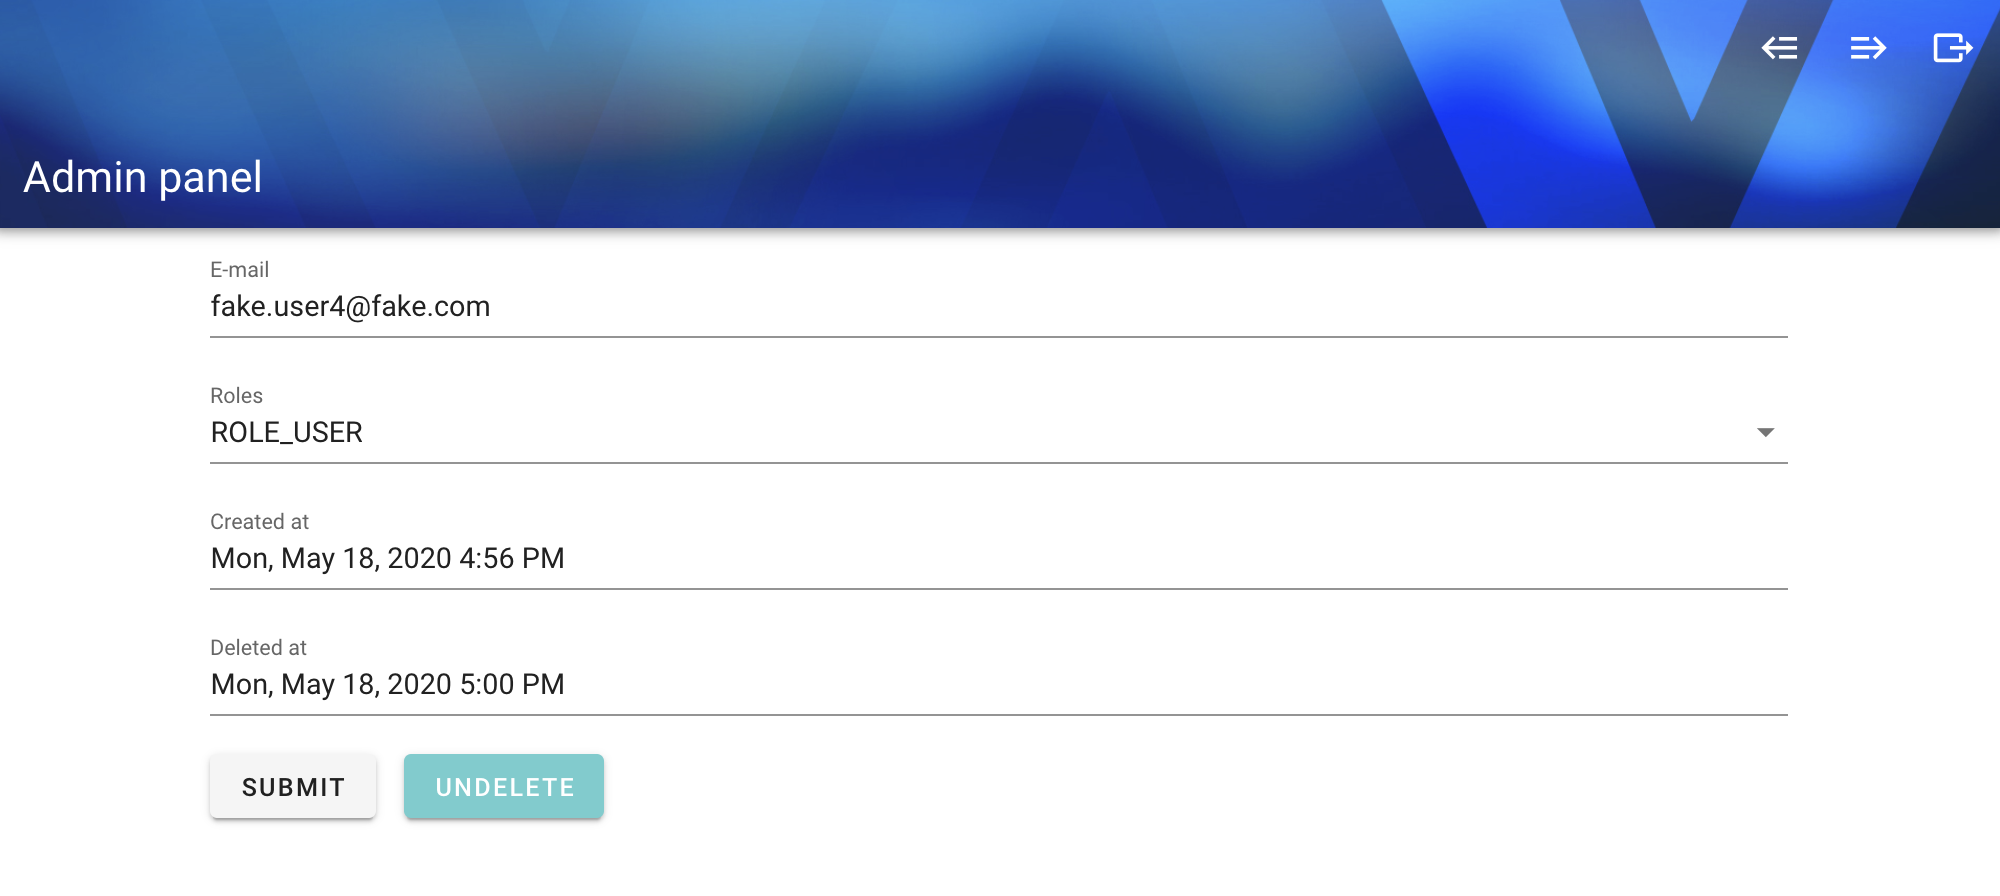 Admin panel
E-mail
fake.user4@fake.com
Roles
ROLE_USER
Created at
Mon, May 18, 2020 4:56 PM
Deleted at
Mon, May 18, 2020 5:00 PM
SUBMIT UNDELETE